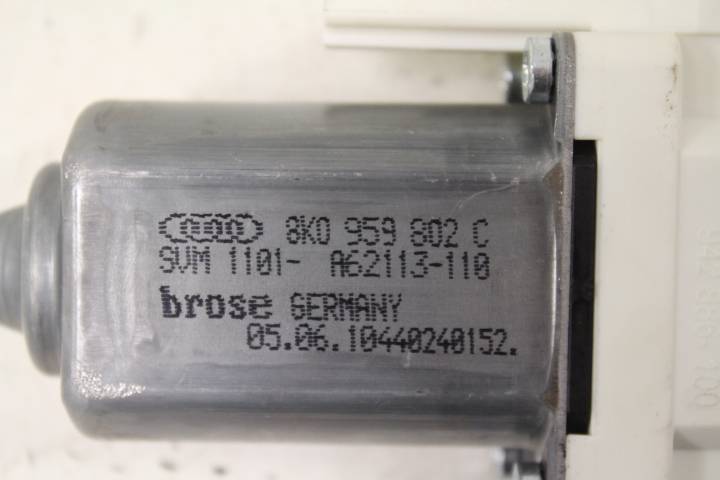 8K0 959 802 C
SVM 1101- A62113-110
brose GERMANY
05.06.10440240152.